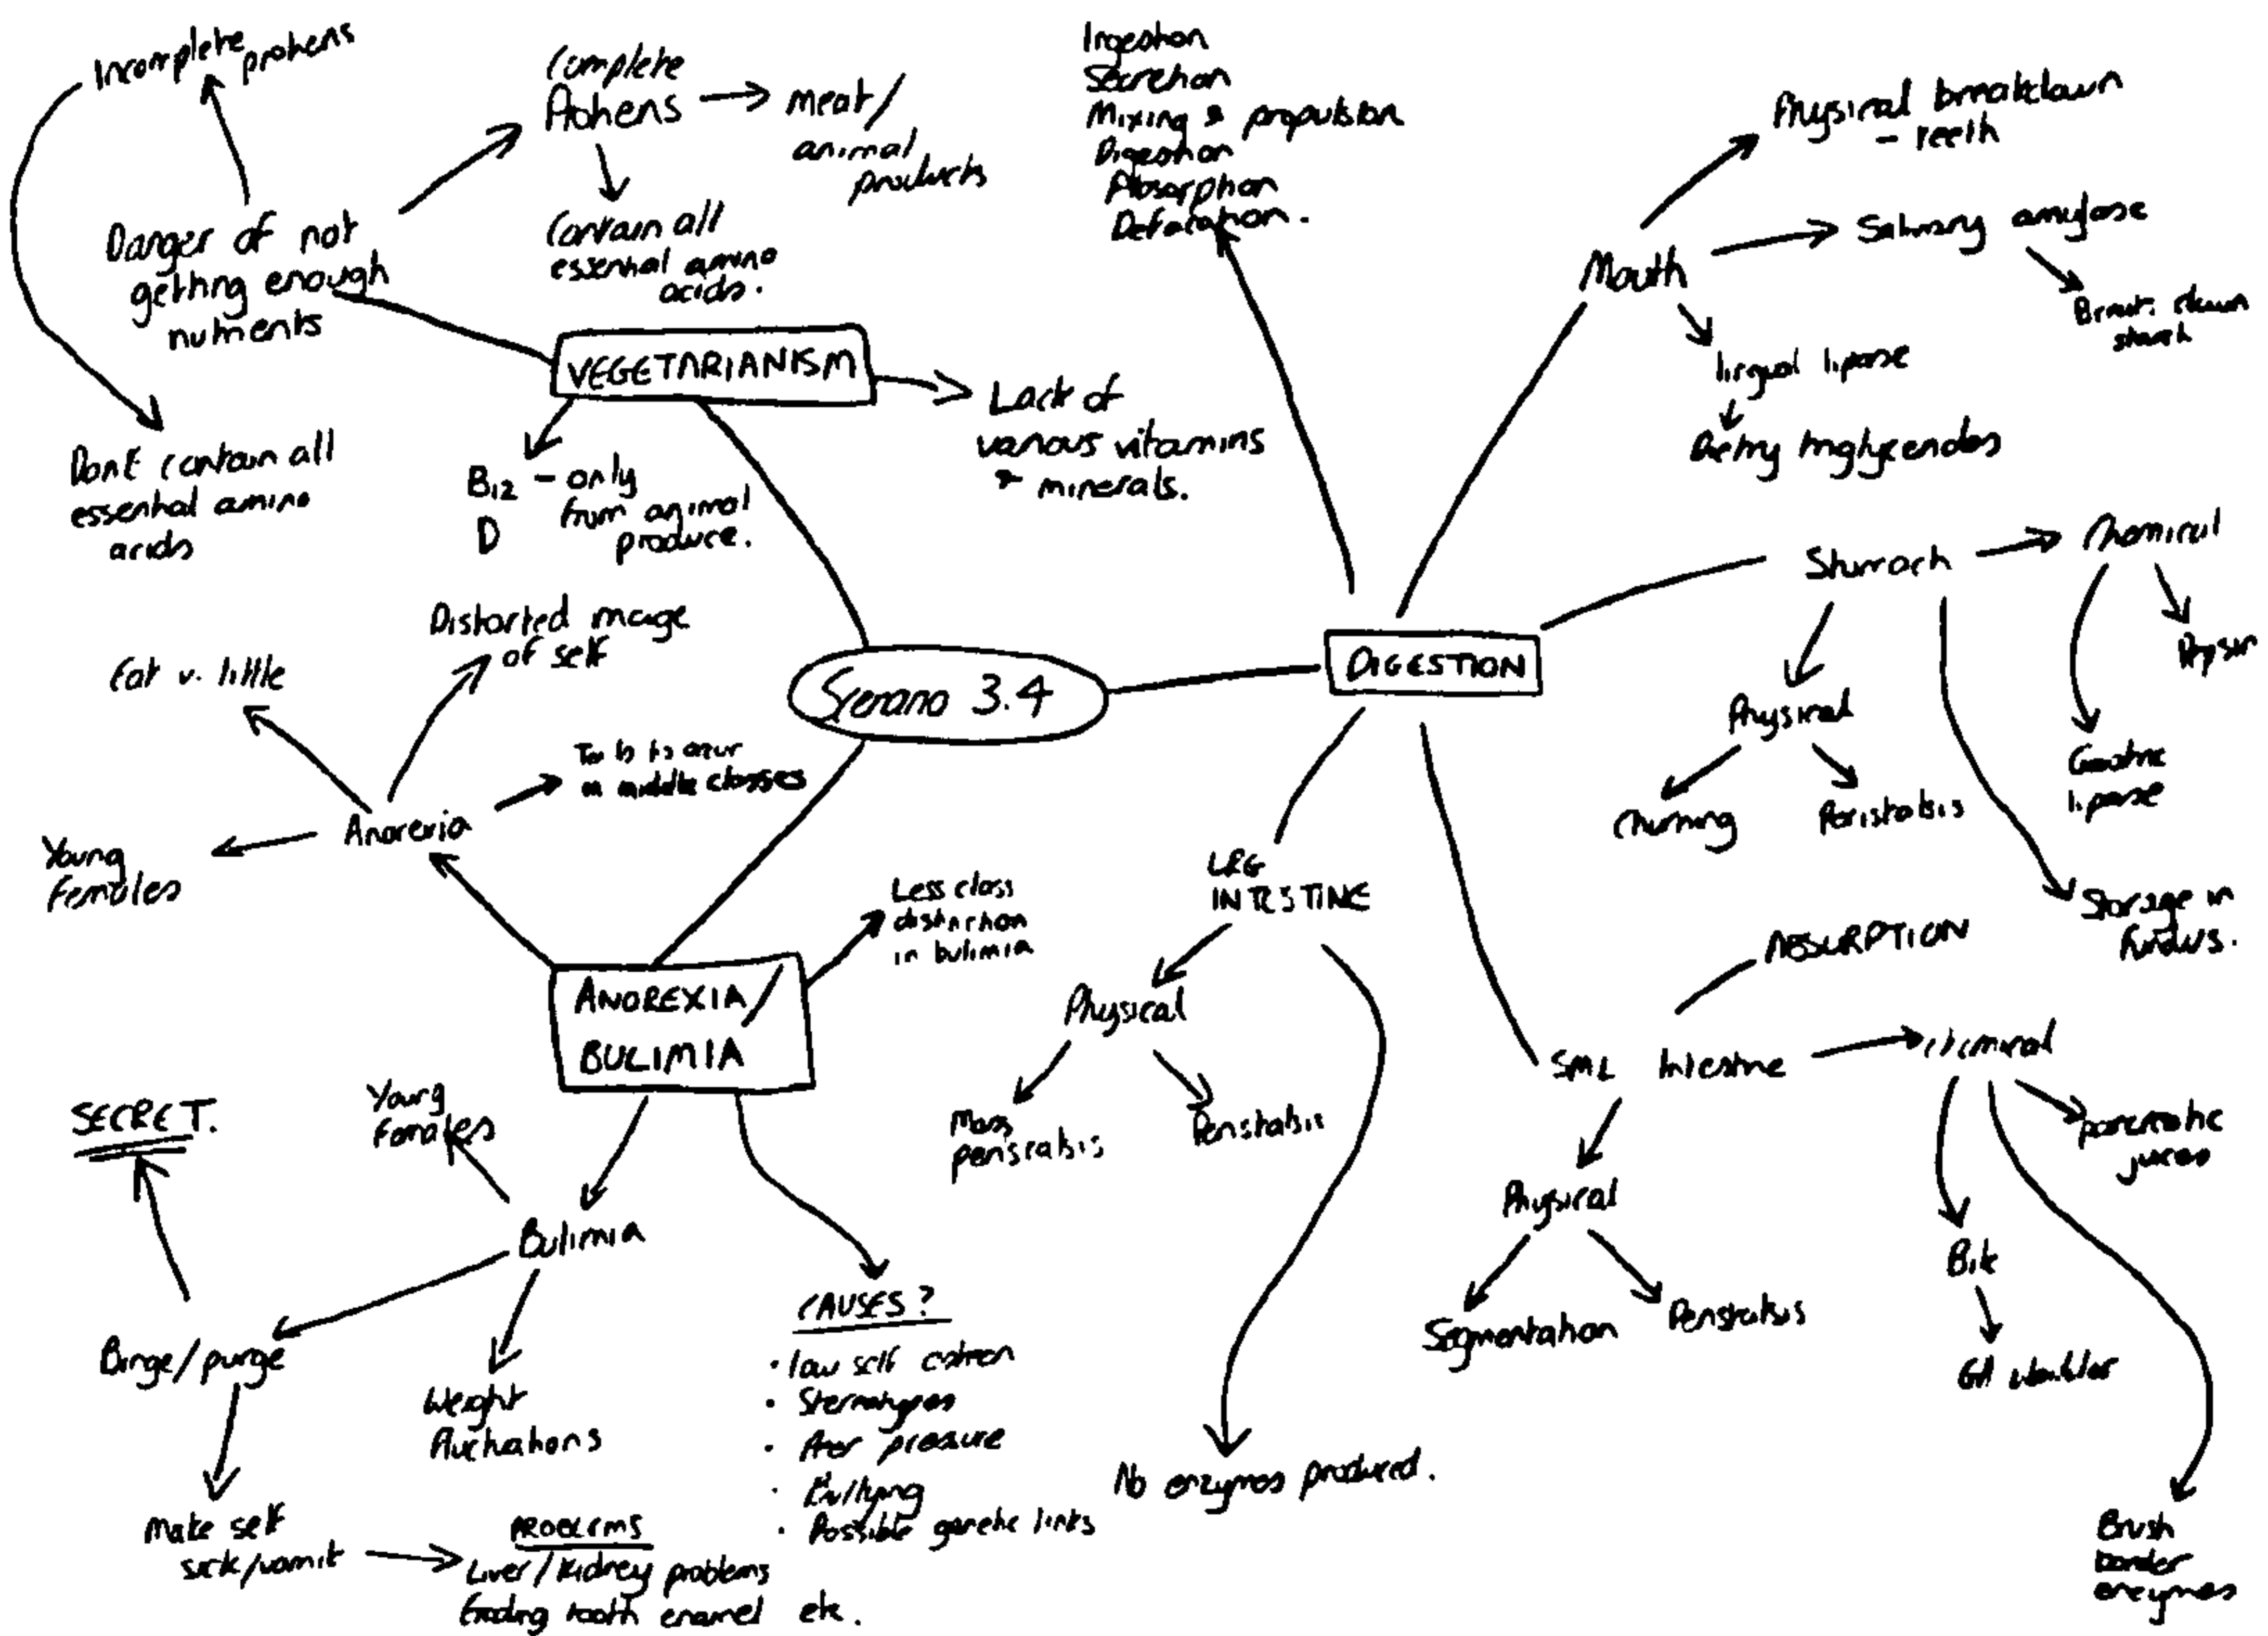 Incomplete proteins
Complete
Proteins
meat/
animal
products
Contain all
essential amino
acids.
Danger of not
getting enough
nutrients
Dont contain all
essential amino
acids
VEGETARIANISM
B12 - only
from animal
produce.
D
Lack of
various vitamins
& minerals.
Ingestion
Secretion
Mixing & propulsion
Digestion
Absorption
Defacation.
Mouth
Physical breakdown
- teeth
Salivary amylase
Break down
starch
lingual lipase
Dietry triglycerides
DIGESTION
Stomach
Chemical
Pepsin
Gastric
lipase
Physical
Churning
Peristalsis
Storage in
fundus.
Scenario 3.4
Distorted image
of self
Eat v. little
to occur
in middle classes
Anorexia
Young
Females
ANOREXIA/
BULIMIA
Less class
distinction
in bulimia
Young
Females
SECRET.
Bulimia
Binge/purge
Weight
fluctuations
Make self
sick/vomit
PROBLEMS
Liver/Kidney problems
Eroding tooth enamel etc.
CAUSES?
· low self esteem
· Stereotypes
· Peer pressure
· Bullying
· Possible genetic links
LRG
INTESTINE
Physical
Mass
peristalsis
Peristalsis
No enzymes produced.
SML Intestine
ABSORPTION
chemical
pancreatic
juices
Bile
Gall bladder
Brush
border
enzymes
Physical
Segmentation
Peristalsis